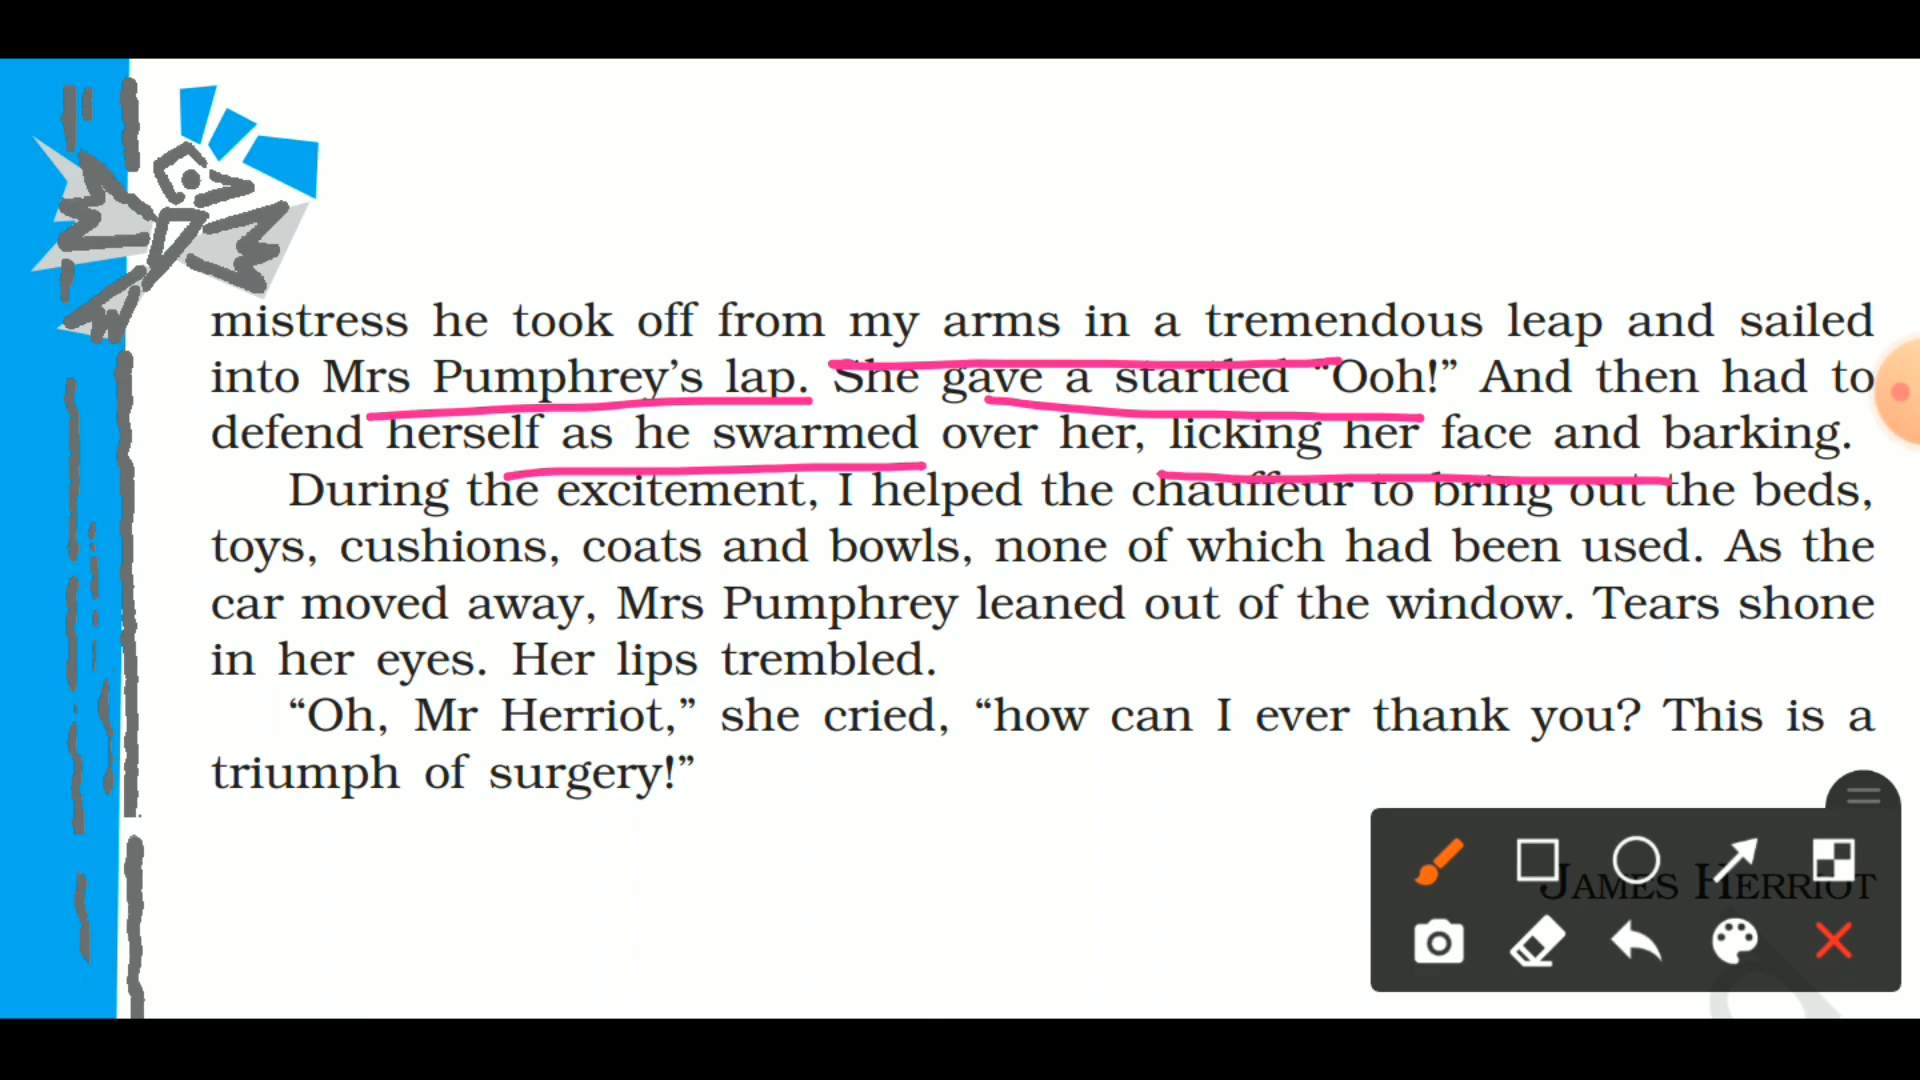 mistress he took off from my arms in a tremendous leap and sailed
into Mrs Pumphrey’s lap. She gave a startled “Ooh!” And then had to
defend herself as he swarmed over her, licking her face and barking.
During the excitement, I helped the chauffeur to bring out the beds,
toys, cushions, coats and bowls, none of which had been used. As the
car moved away, Mrs Pumphrey leaned out of the window. Tears shone
in her eyes. Her lips trembled.
“Oh, Mr Herriot,” she cried, “how can I ever thank you? This is a
triumph of surgery!”
JAMES HERRIOT